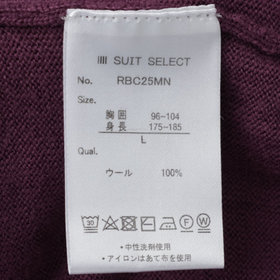 SUIT SELECT
No. RBC25MN
Size.
胸囲 96~104
身長 175~185
L
Qual.
ウール 100%
・中性洗剤使用
・アイロンはあて布を使用